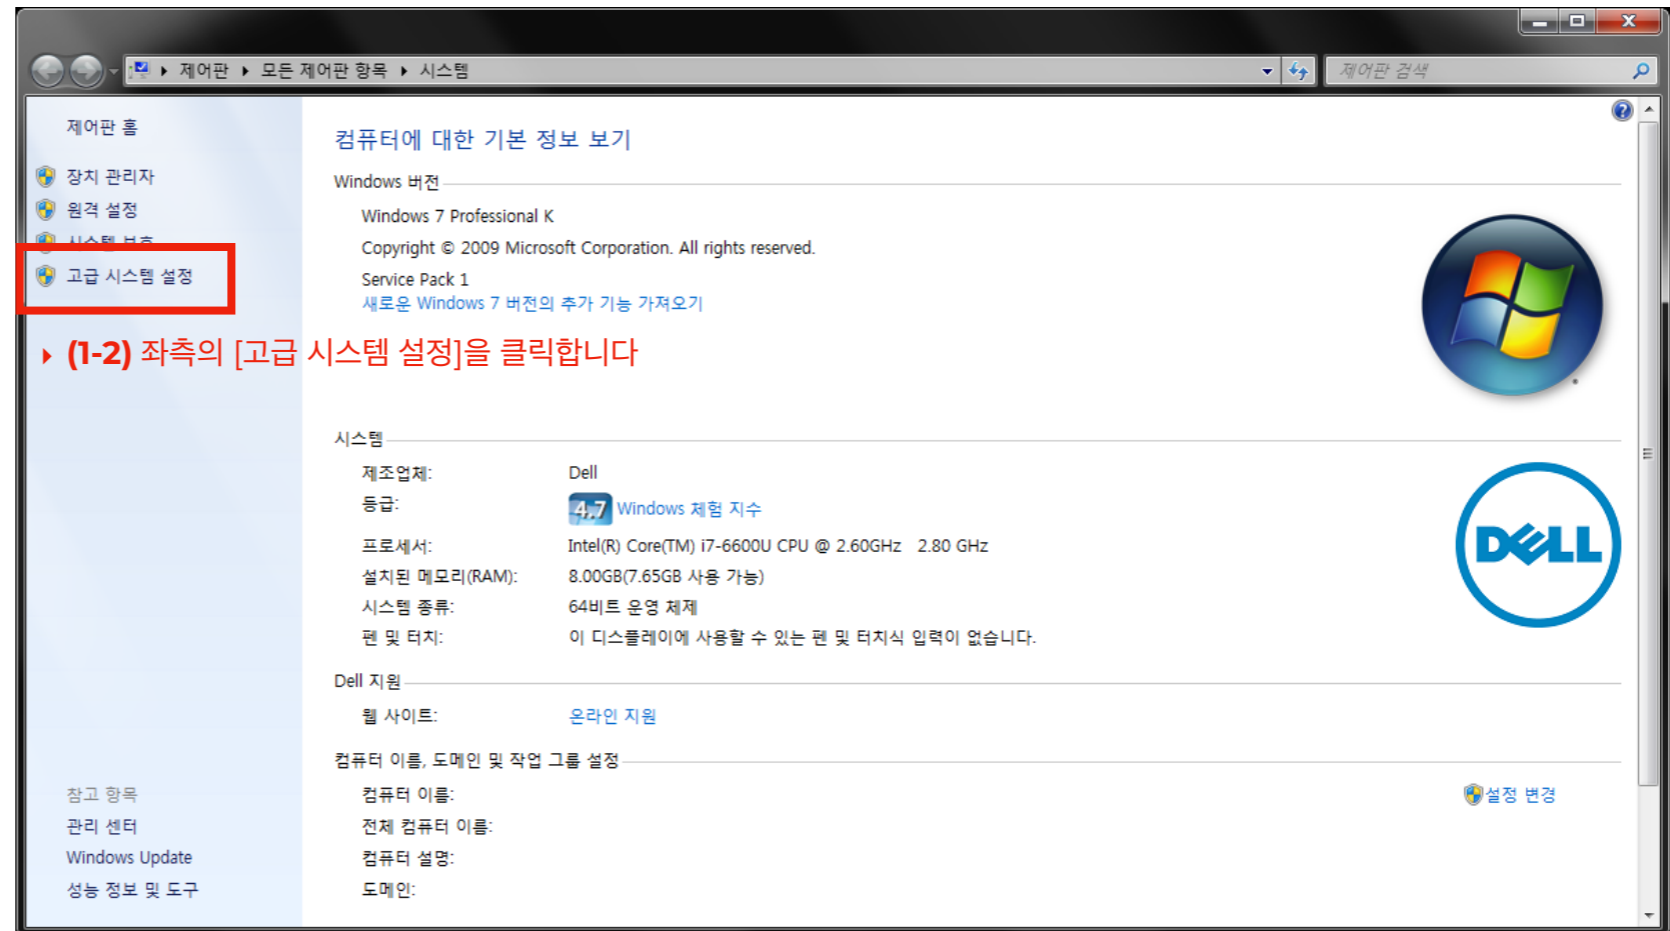 제어판 ▸ 모든 제어판 항목 ▸ 시스템
제어판 검색
제어판 홈
장치 관리자
원격 설정
시스템 보호
고급 시스템 설정
(1-2) 좌측의 [고급 시스템 설정]을 클릭합니다
컴퓨터에 대한 기본 정보 보기
Windows 버전
Windows 7 Professional K
Copyright © 2009 Microsoft Corporation. All rights reserved.
Service Pack 1
새로운 Windows 7 버전의 추가 기능 가져오기
시스템
제조업체: Dell
등급: 4.7 Windows 체험 지수
프로세서: Intel(R) Core(TM) i7-6600U CPU @ 2.60GHz 2.80 GHz
설치된 메모리(RAM): 8.00GB(7.65GB 사용 가능)
시스템 종류: 64비트 운영 체제
펜 및 터치: 이 디스플레이에 사용할 수 있는 펜 및 터치식 입력이 없습니다.
DELL
Dell 지원
웹 사이트: 온라인 지원
컴퓨터 이름, 도메인 및 작업 그룹 설정
컴퓨터 이름:
설정 변경
전체 컴퓨터 이름:
컴퓨터 설명:
도메인:
참고 항목
관리 센터
Windows Update
성능 정보 및 도구